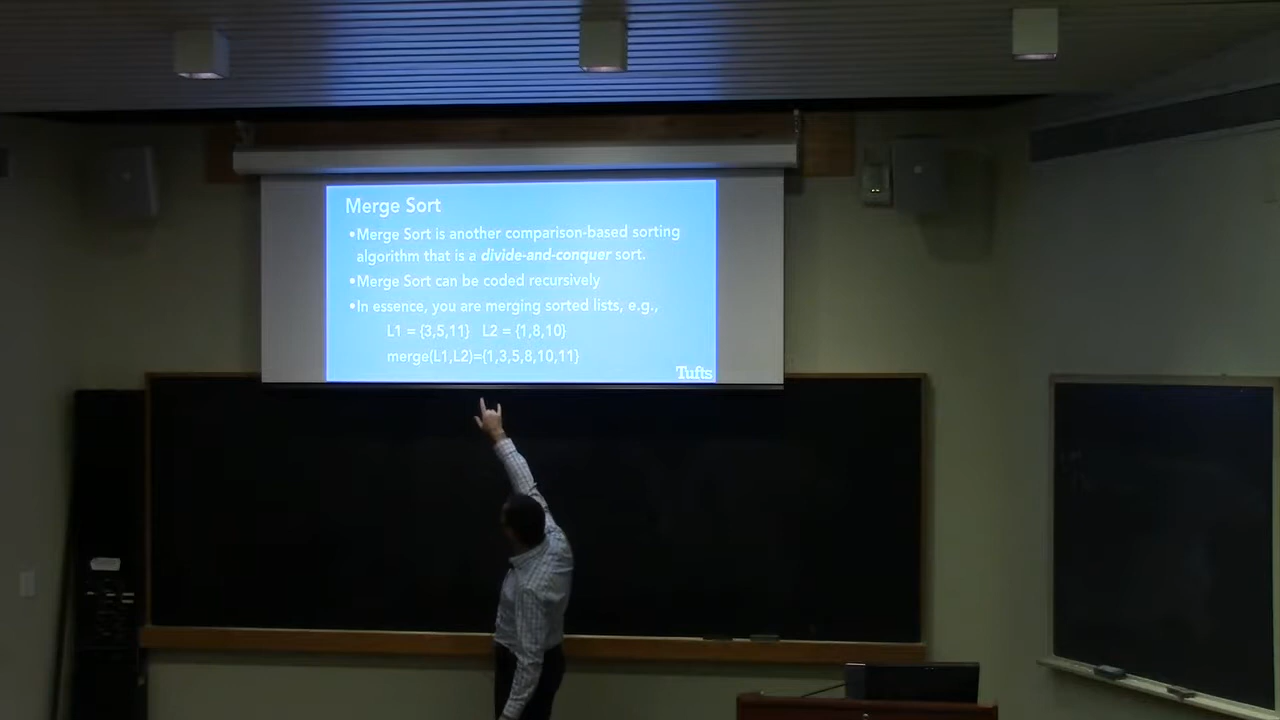 Merge Sort
•Merge Sort is another comparison-based sorting
algorithm that is a divide-and-conquer sort.
•Merge Sort can be coded recursively
•In essence, you are merging sorted lists, e.g.,
L1 = {3,5,11} L2 = {1,8,10}
merge(L1,L2)={1,3,5,8,10,11}
Tufts